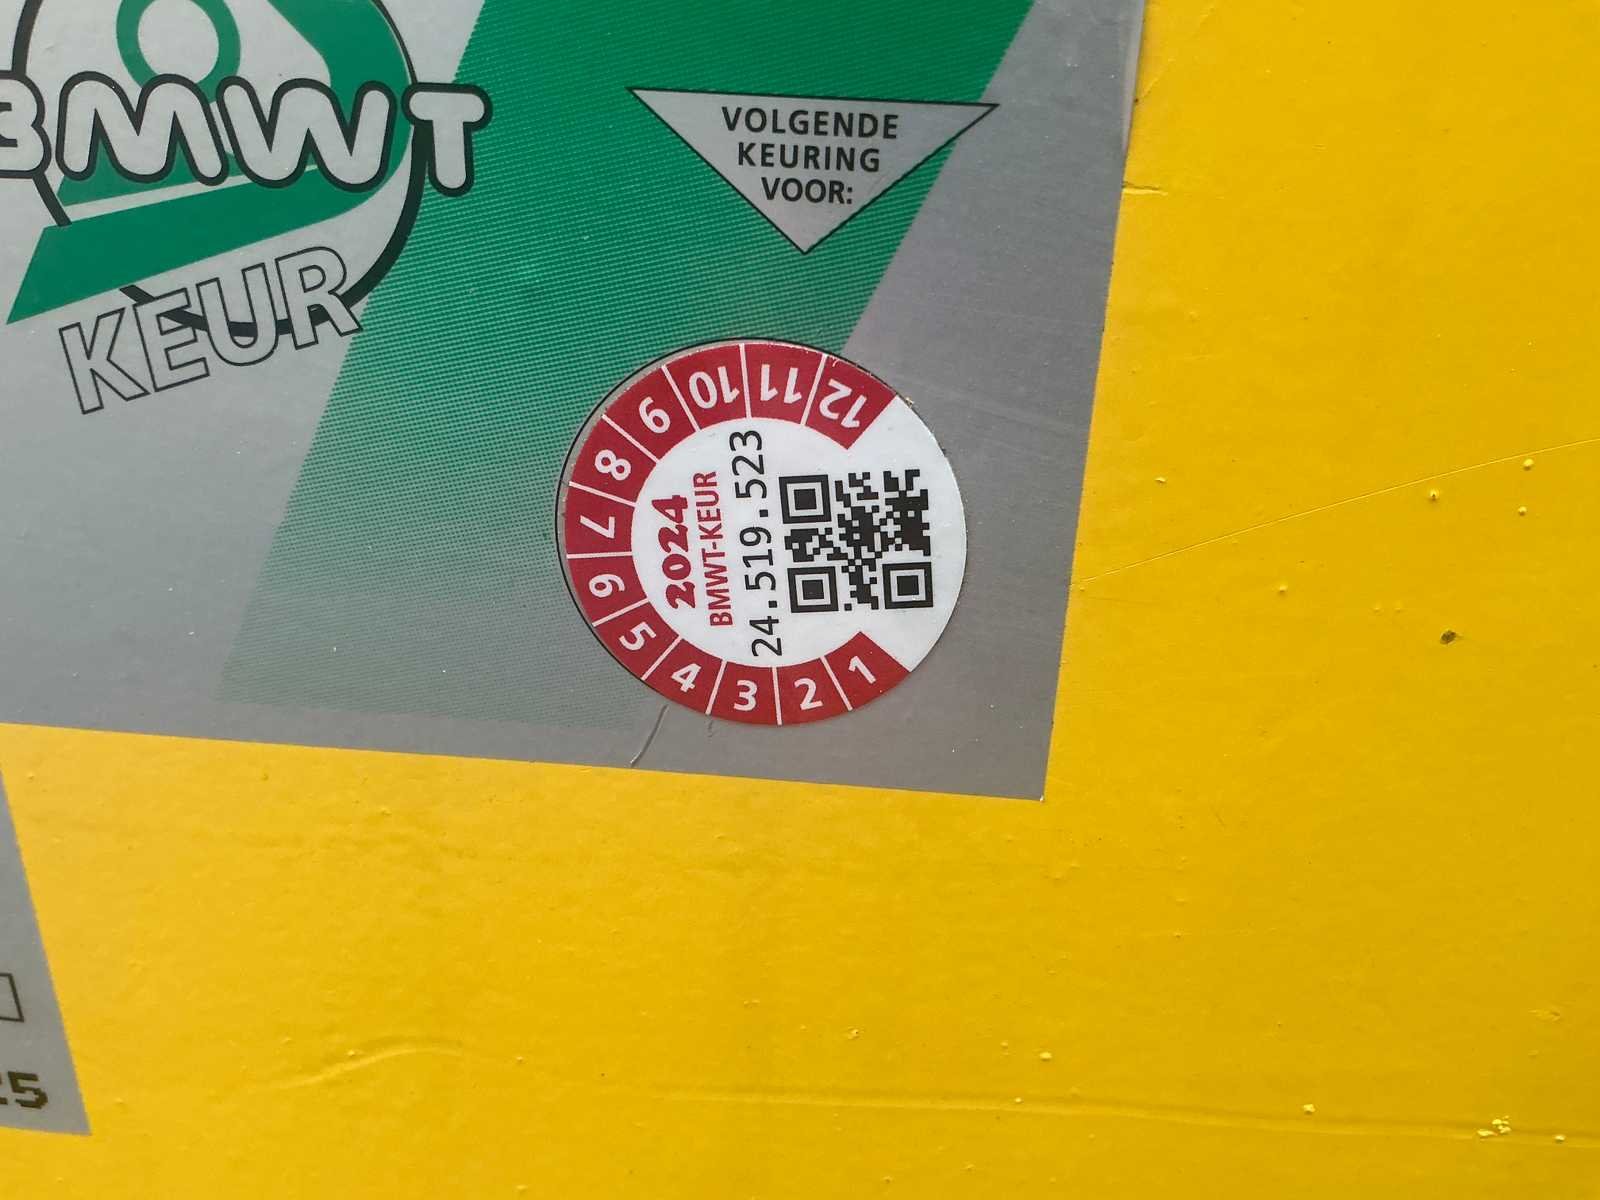 BMWT
KEUR
VOLGENDE
KEURING
VOOR:
1 2 3 4 5 6 7 8 9 10 11 12
2024
BMWT-KEUR
24.519.523
25